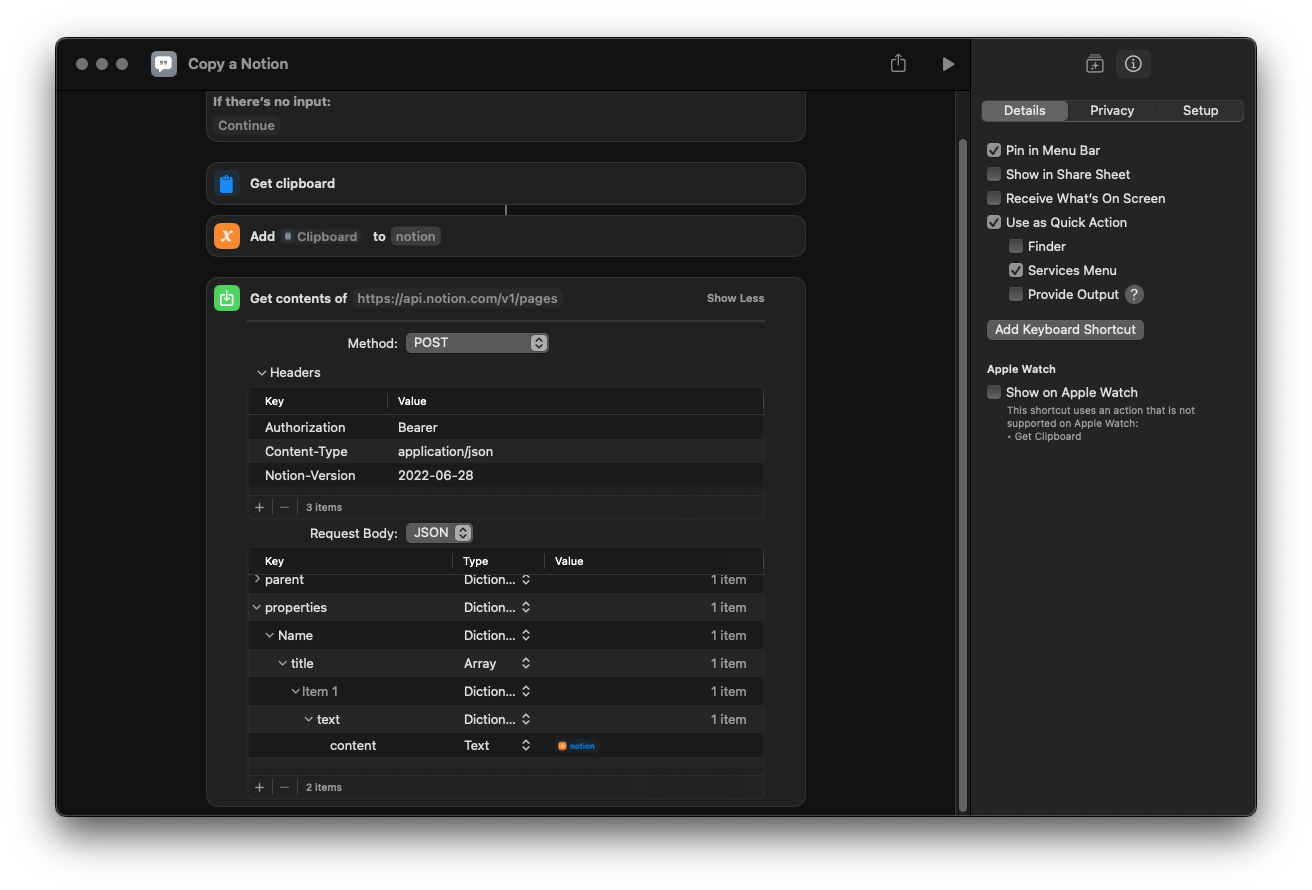 Copy a Notion
If there's no input:
Continue
Get clipboard
Add Clipboard to notion
Get contents of https://api.notion.com/v1/pages Show Less
Method: POST
Headers
Key Value
Authorization Bearer
Content-Type application/json
Notion-Version 2022-06-28
+ − 3 items
Request Body: JSON
Key Type Value
parent Diction... 1 item
properties Diction... 1 item
Name Diction... 1 item
title Array 1 item
Item 1 Diction... 1 item
text Diction... 1 item
content Text notion
+ − 2 items
Details Privacy Setup
Pin in Menu Bar
Show in Share Sheet
Receive What's On Screen
Use as Quick Action
Finder
Services Menu
Provide Output ?
Add Keyboard Shortcut
Apple Watch
Show on Apple Watch
This shortcut uses an action that is not
supported on Apple Watch:
• Get Clipboard